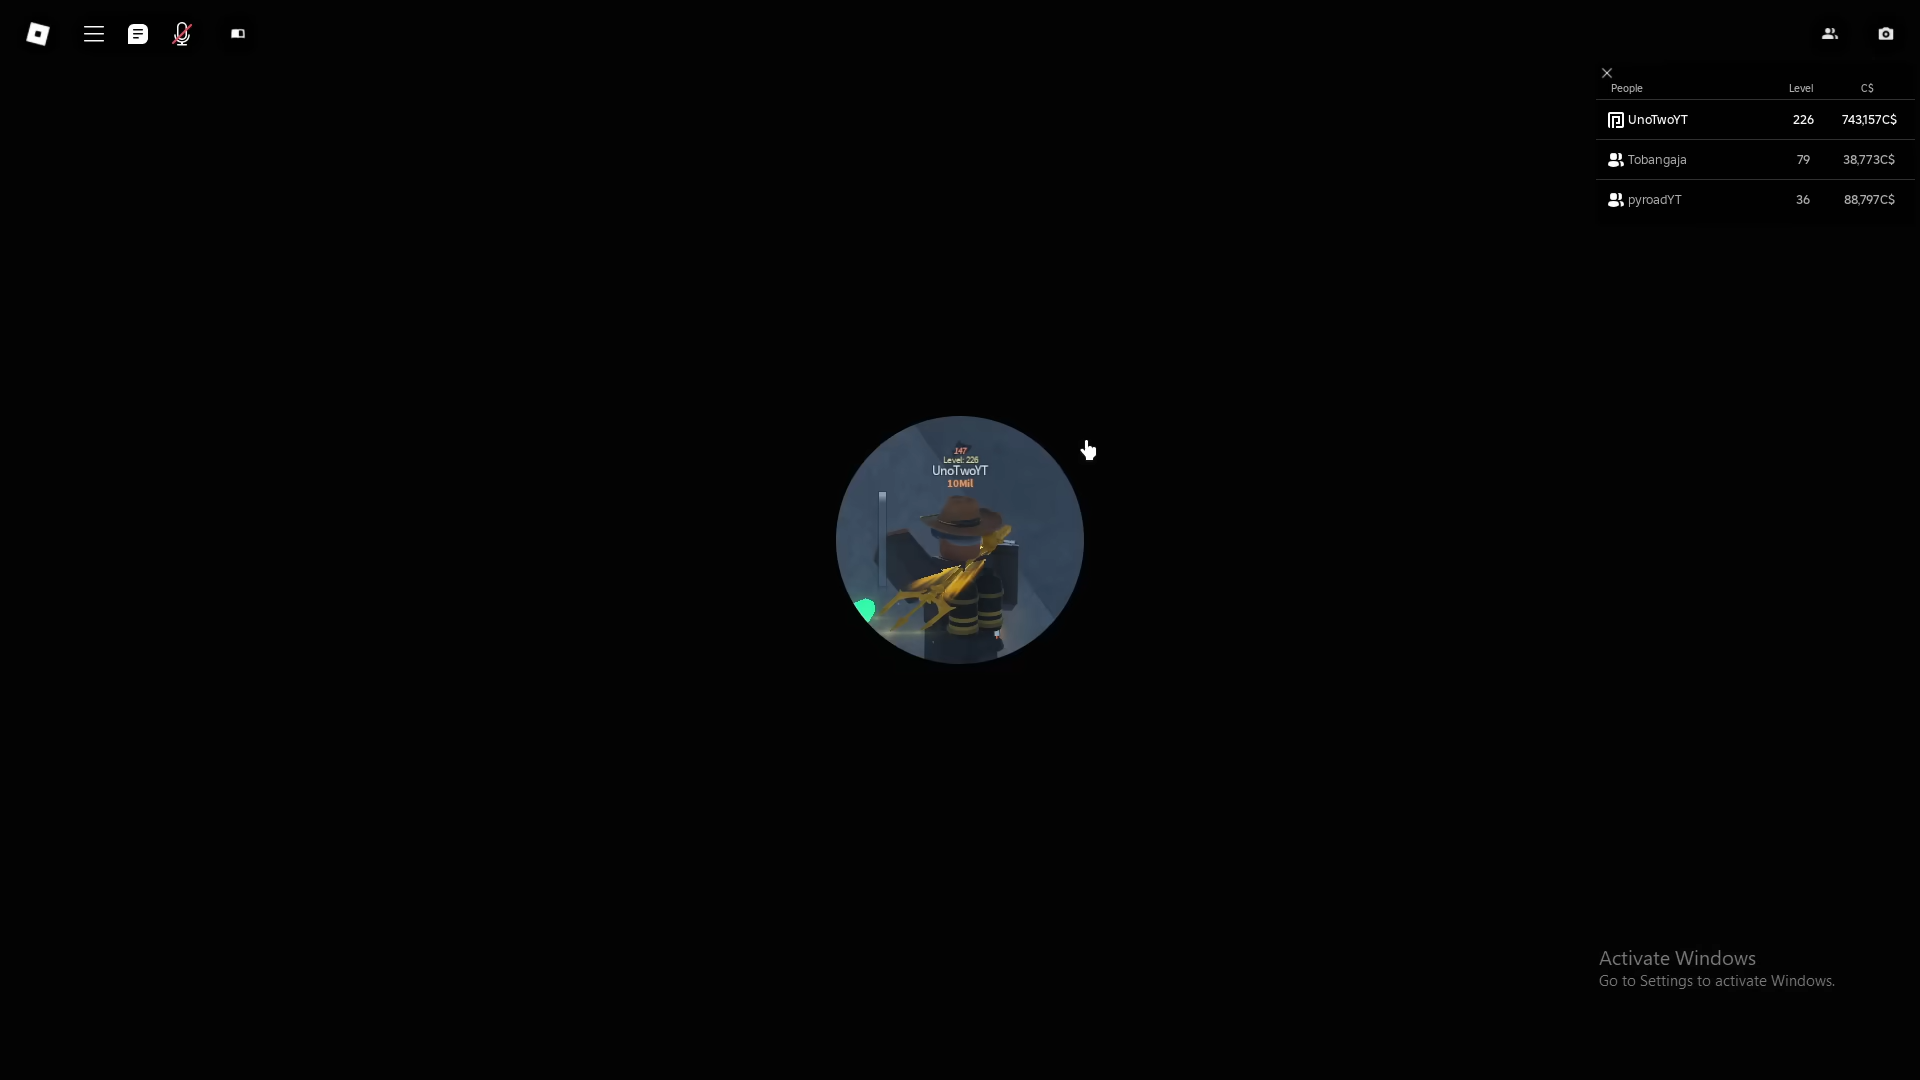 People Level C$
UnoTwoYT 226 743,157C$
Tobangaja 79 38,773C$
pyroadYT 36 88,797C$
147
Level: 226
UnoTwoYT
10Mil
Activate Windows
Go to Settings to activate Windows.